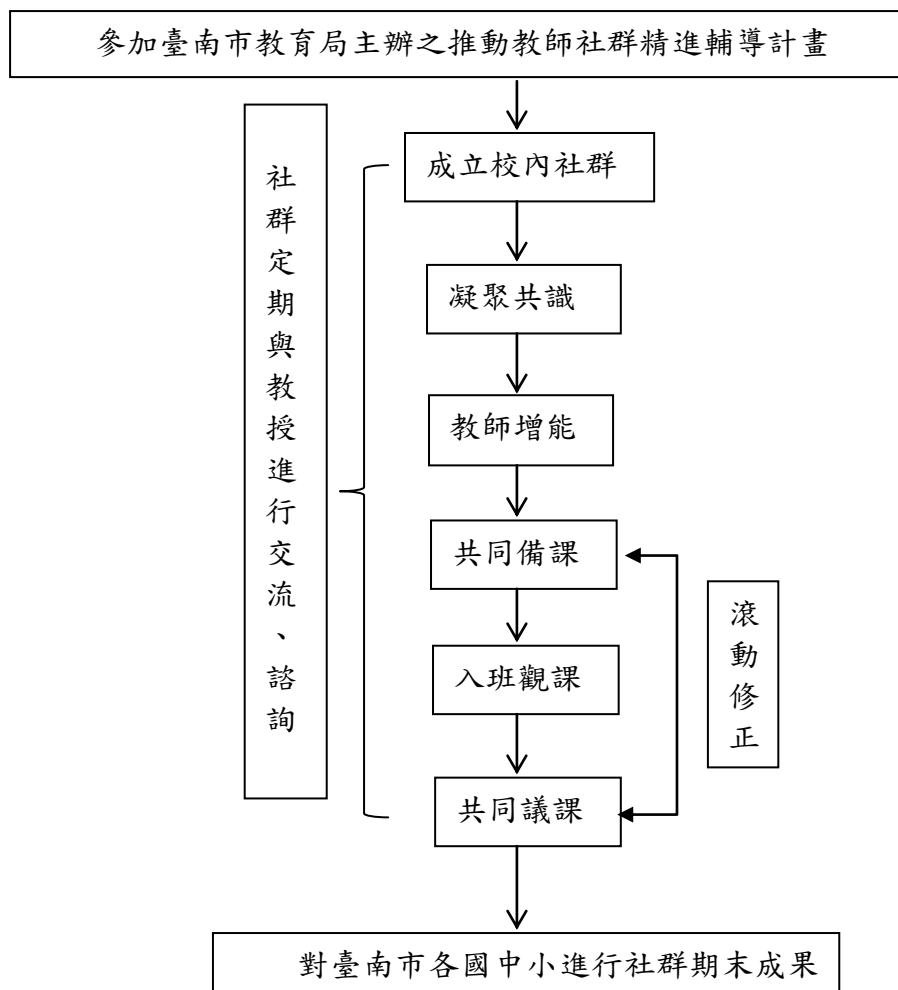 參加臺南市教育局主辦之推動教師社群精進輔導計畫
社群定期與教授進行交流、諮詢
成立校內社群
凝聚共識
教師增能
共同備課
入班觀課
共同議課
滾動修正
對臺南市各國中小進行社群期末成果